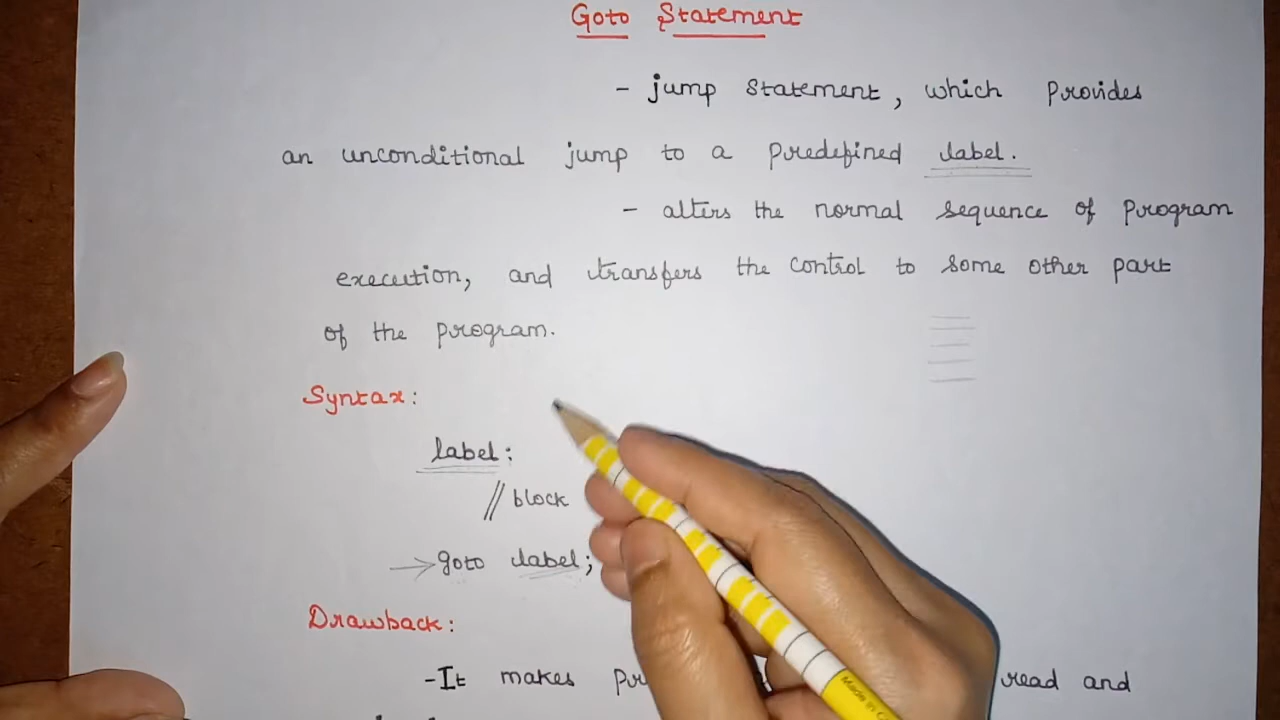 Goto Statement
- jump statement, which provides
an unconditional jump to a predefined label.
- alters the normal sequence of program
execution, and transfers the control to some other part
of the program.
Syntax:
label:
// block
→ goto label;
Drawback:
- It makes read and
Made in